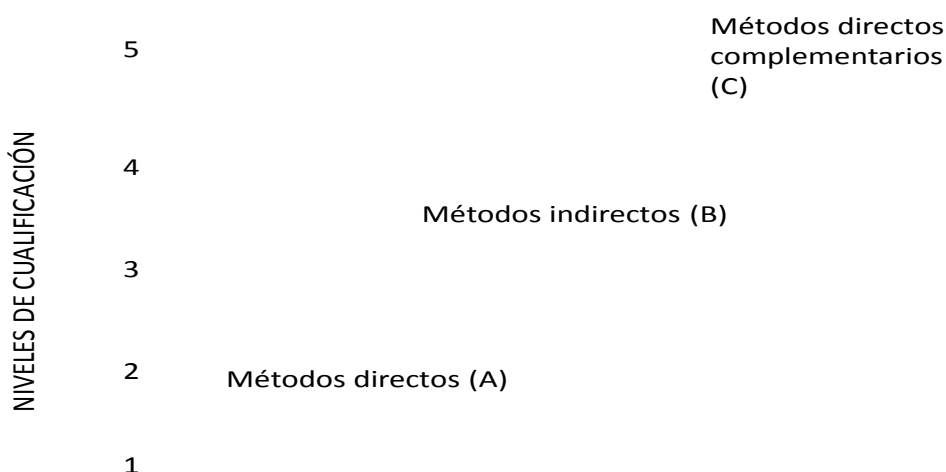 Métodos directos
complementarios
(C)
5
4
Métodos indirectos (B)
3
2
Métodos directos (A)
1
NIVELES DE CUALIFICACIÓN